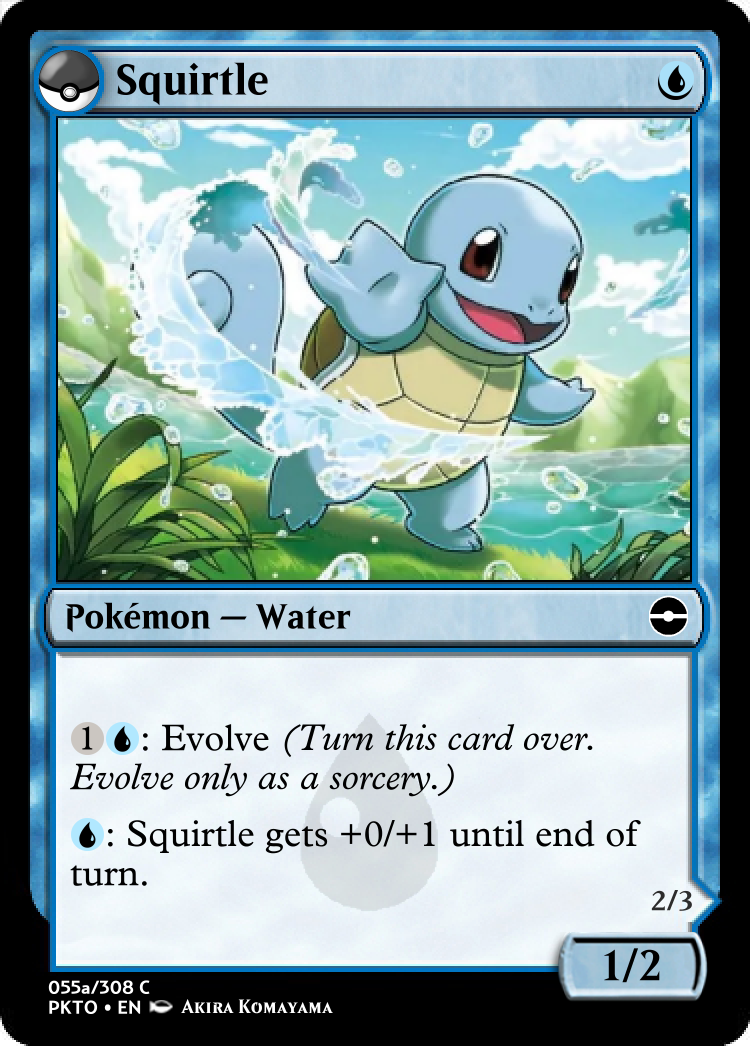 Squirtle
Pokémon — Water
1: Evolve (Turn this card over.
Evolve only as a sorcery.)
: Squirtle gets +0/+1 until end of
turn.
2/3
1/2
055a/308 C
PKTO • EN Akira Komayama